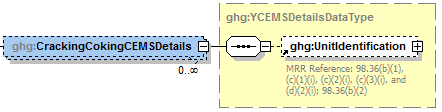 ghg:YCEMSDetailsDataType
ghg:CrackingCokingCEMSDetails
0..∞
ghg:UnitIdentification
MRR Reference: 98.36(b)(1),
(c)(1)(i), (c)(2)(i), (c)(3)(i), and
(d)(2)(i); 98.36(b)(2)